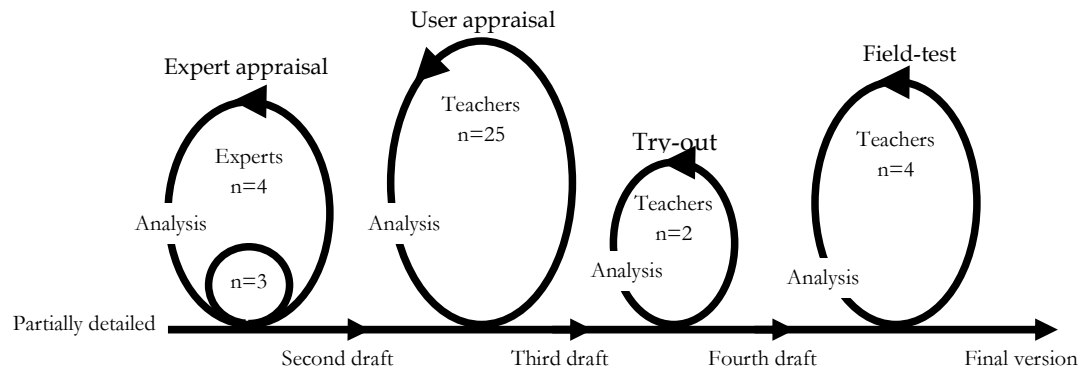 User appraisal
Expert appraisal
Field-test
Teachers
n=25
Teachers
n=4
Try-out
Experts
n=4
Teachers
n=2
Analysis
Analysis
Analysis
Analysis
n=3
Partially detailed
Second draft
Third draft
Fourth draft
Final version